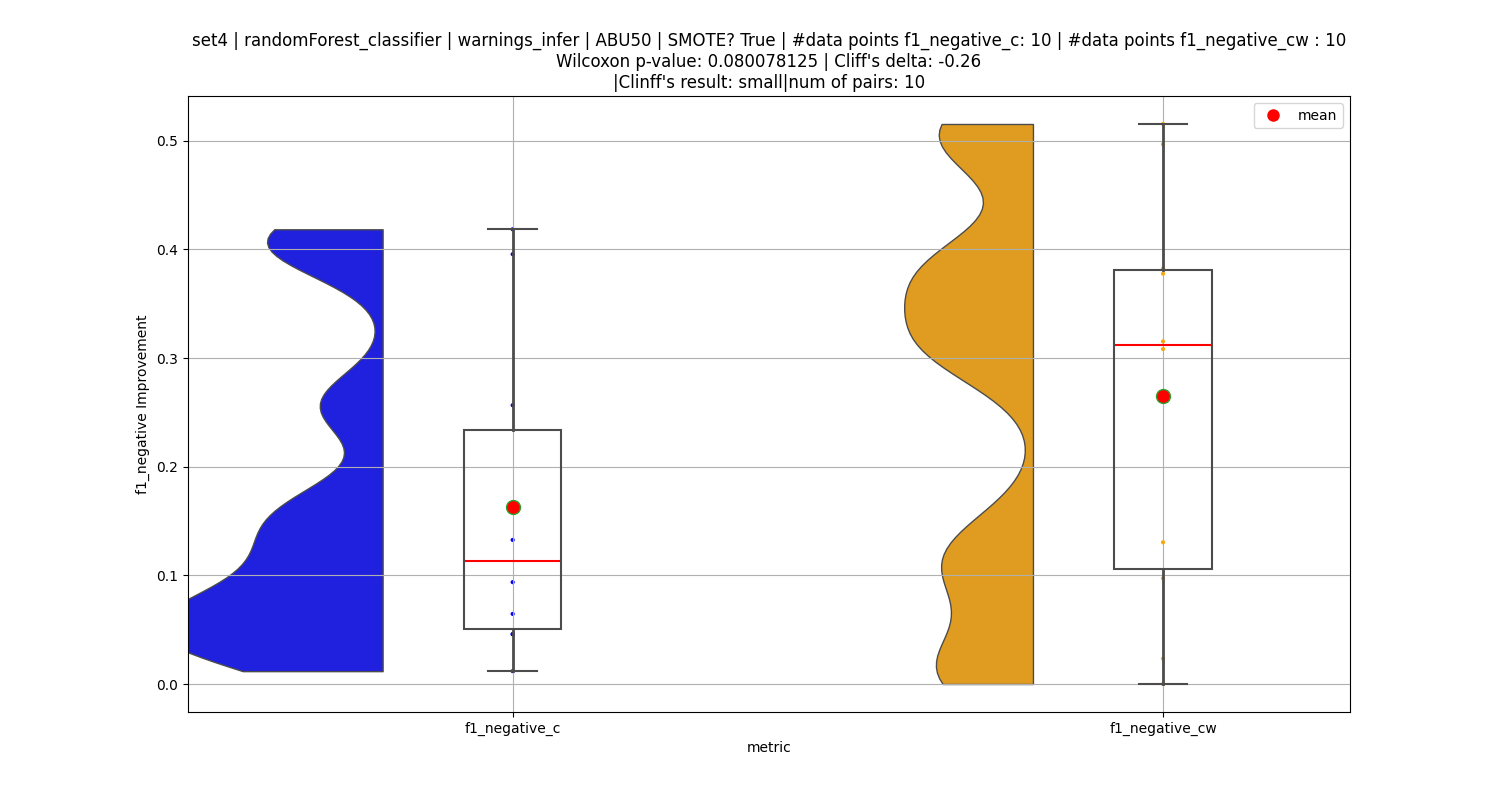 set4 | randomForest_classifier | warnings_infer | ABU50 | SMOTE? True | #data points f1_negative_c: 10 | #data points f1_negative_cw : 10
Wilcoxon p-value: 0.080078125 | Cliff's delta: -0.26
|Clinff's result: small|num of pairs: 10
mean
f1_negative Improvement
0.5
0.4
0.3
0.2
0.1
0.0
f1_negative_c
f1_negative_cw
metric